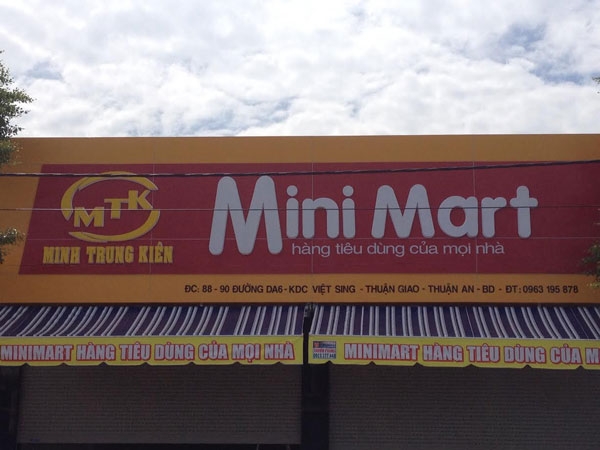 MTK
MINH TRUNG KIÊN
Mini Mart
hàng tiêu dùng của mọi nhà
ĐC: 88 - 90 ĐƯỜNG DA6 - KDC VIỆT SING - THUẬN GIAO - THUẬN AN - BD - ĐT: 0963 195 878
MINIMART HÀNG TIÊU DÙNG CỦA MỌI NHÀ
MINIMART HÀNG TIÊU DÙNG CỦA M